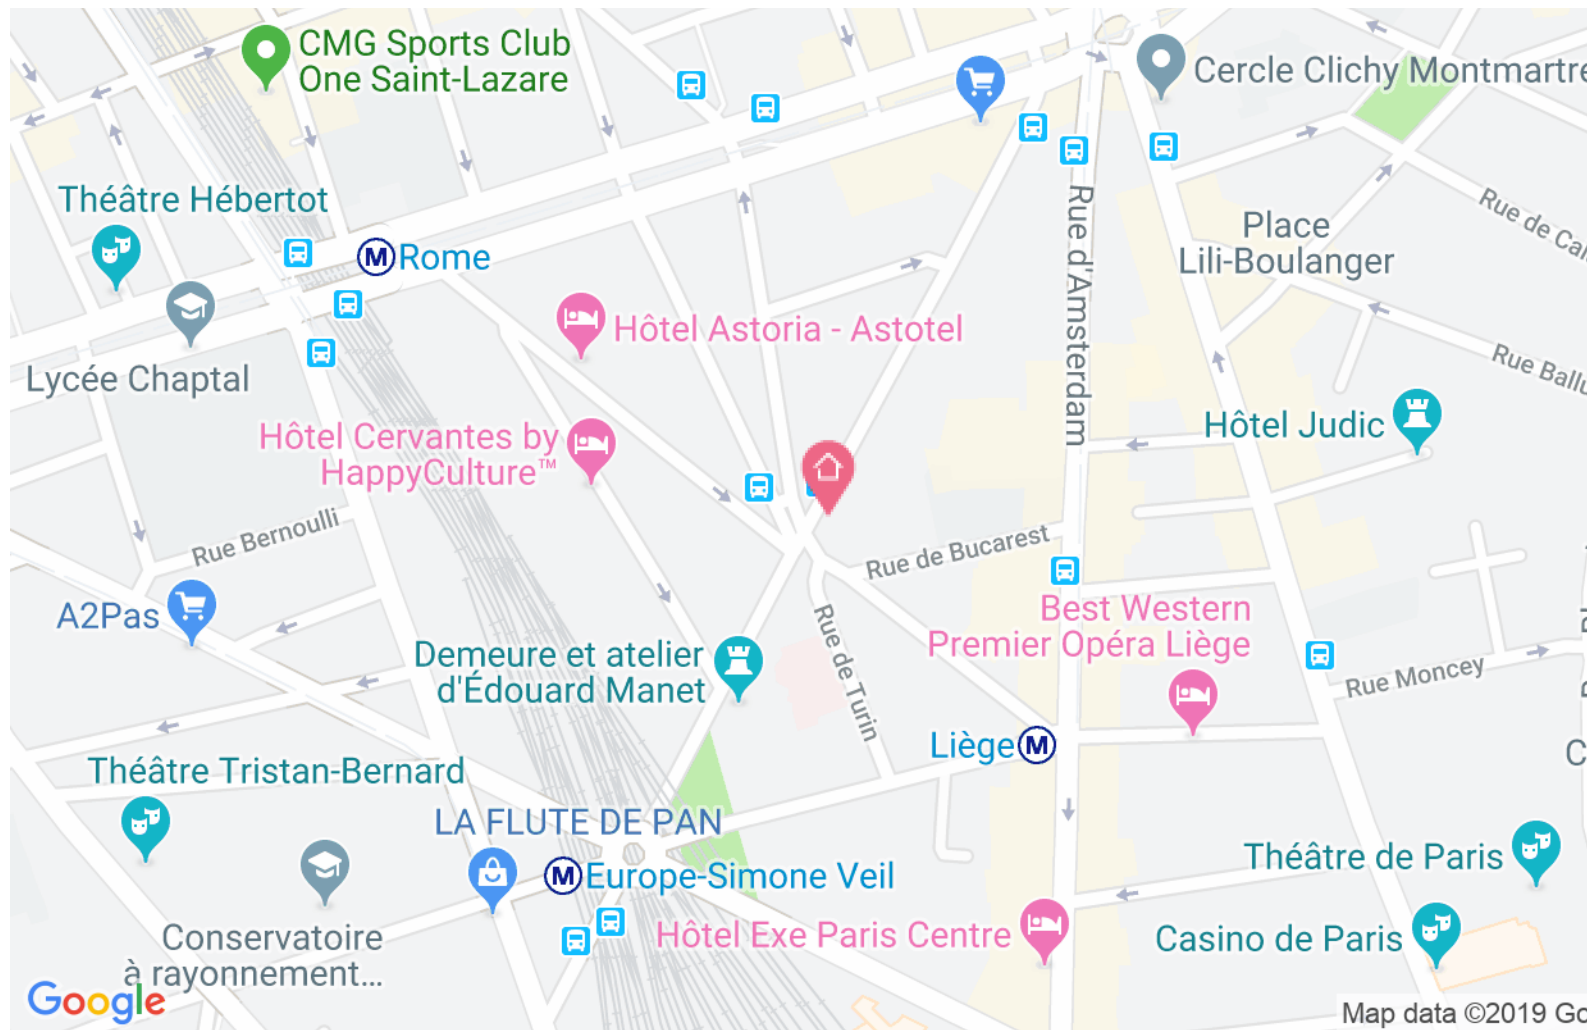 CMG Sports Club
One Saint-Lazare
Cercle Clichy Montmartre
Théâtre Hébertot
M Rome
Rue d'Amsterdam
Place
Lili-Boulanger
Rue de
Hôtel Astoria - Astotel
Lycée Chaptal
Rue
Hôtel Judic
Hôtel Cervantes by
HappyCulture™
Rue Bernoulli
Rue de Bucarest
A2Pas
Best Western
Premier Opéra Liège
Demeure et atelier
d'Édouard Manet
Rue de Turin
Rue Moncey
Liège M
Théâtre Tristan-Bernard
LA FLUTE DE PAN
M Europe-Simone Veil
Théâtre de Paris
Hôtel Exe Paris Centre
Casino de Paris
Conservatoire
à rayonnement...
Google
Map data ©2019